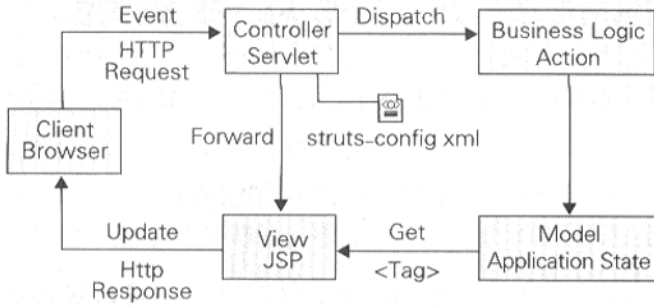 Event
HTTP
Request
Controller
Servlet
Dispatch
Business Logic
Action
Client
Browser
Forward
struts-config xml
Update
Http
Response
View
JSP
Get
<Tag>
Model
Application State